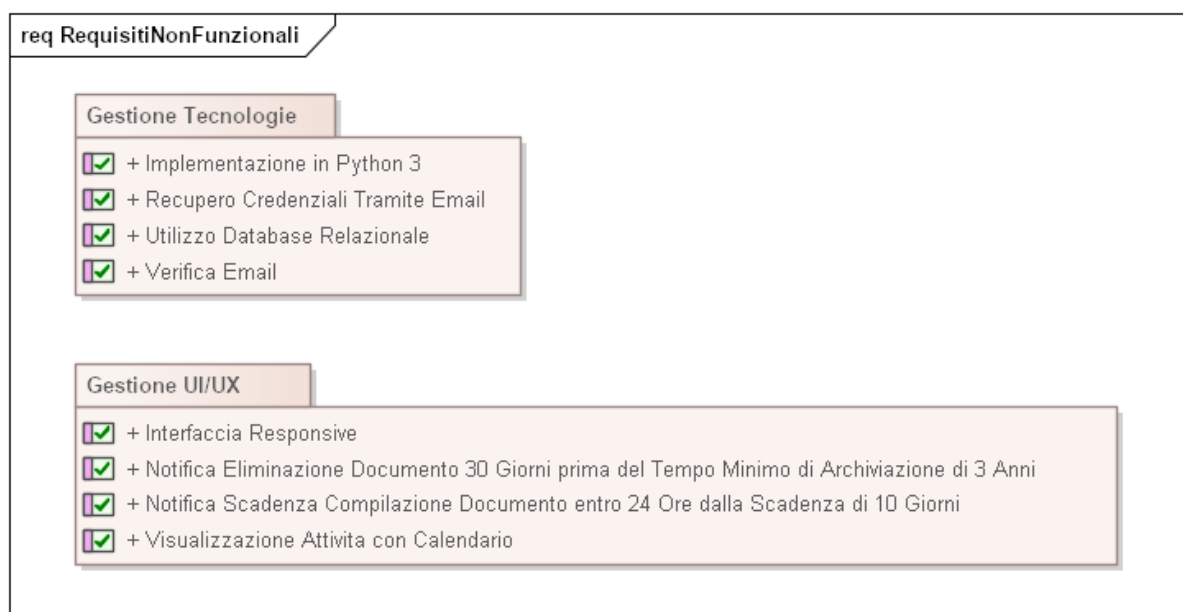 req RequisitiNonFunzionali
Gestione Tecnologie
+ Implementazione in Python 3
+ Recupero Credenziali Tramite Email
+ Utilizzo Database Relazionale
+ Verifica Email
Gestione UI/UX
+ Interfaccia Responsive
+ Notifica Eliminazione Documento 30 Giorni prima del Tempo Minimo di Archiviazione di 3 Anni
+ Notifica Scadenza Compilazione Documento entro 24 Ore dalla Scadenza di 10 Giorni
+ Visualizzazione Attivita con Calendario